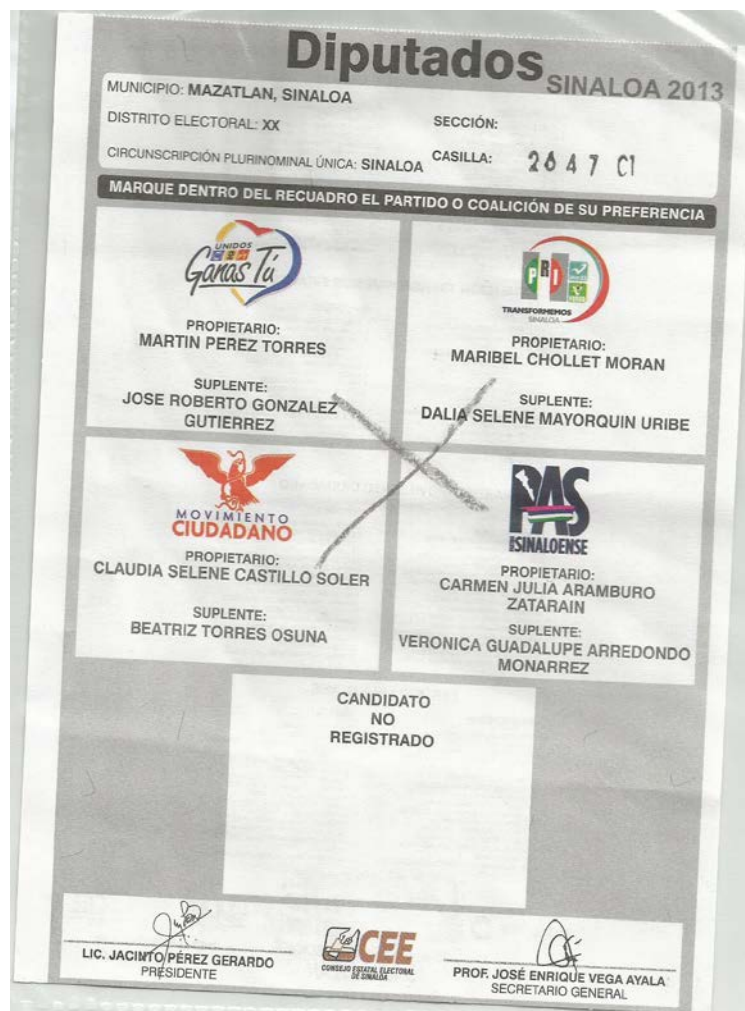 Diputados
SINALOA 2013
MUNICIPIO: MAZATLAN, SINALOA
DISTRITO ELECTORAL: XX
SECCIÓN:
CIRCUNSCRIPCIÓN PLURINOMINAL ÚNICA: SINALOA
CASILLA:
2647 C1
MARQUE DENTRO DEL RECUADRO EL PARTIDO O COALICIÓN DE SU PREFERENCIA
UNIDOS
Ganas Tú
PROPIETARIO:
MARTIN PEREZ TORRES
SUPLENTE:
JOSE ROBERTO GONZALEZ
GUTIERREZ
PRI
TRANSFORMEMOS
SINALOA
PROPIETARIO:
MARIBEL CHOLLET MORAN
SUPLENTE:
DALIA SELENE MAYORQUIN URIBE
MOVIMIENTO
CIUDADANO
PROPIETARIO:
CLAUDIA SELENE CASTILLO SOLER
SUPLENTE:
BEATRIZ TORRES OSUNA
PAS
SINALOENSE
PROPIETARIO:
CARMEN JULIA ARAMBURO
ZATARAIN
SUPLENTE:
VERONICA GUADALUPE ARREDONDO
MONARREZ
CANDIDATO
NO
REGISTRADO
LIC. JACINTO PÉREZ GERARDO
PRESIDENTE
CEE
CONSEJO ESTATAL ELECTORAL
DE SINALOA
PROF. JOSÉ ENRIQUE VEGA AYALA
SECRETARIO GENERAL